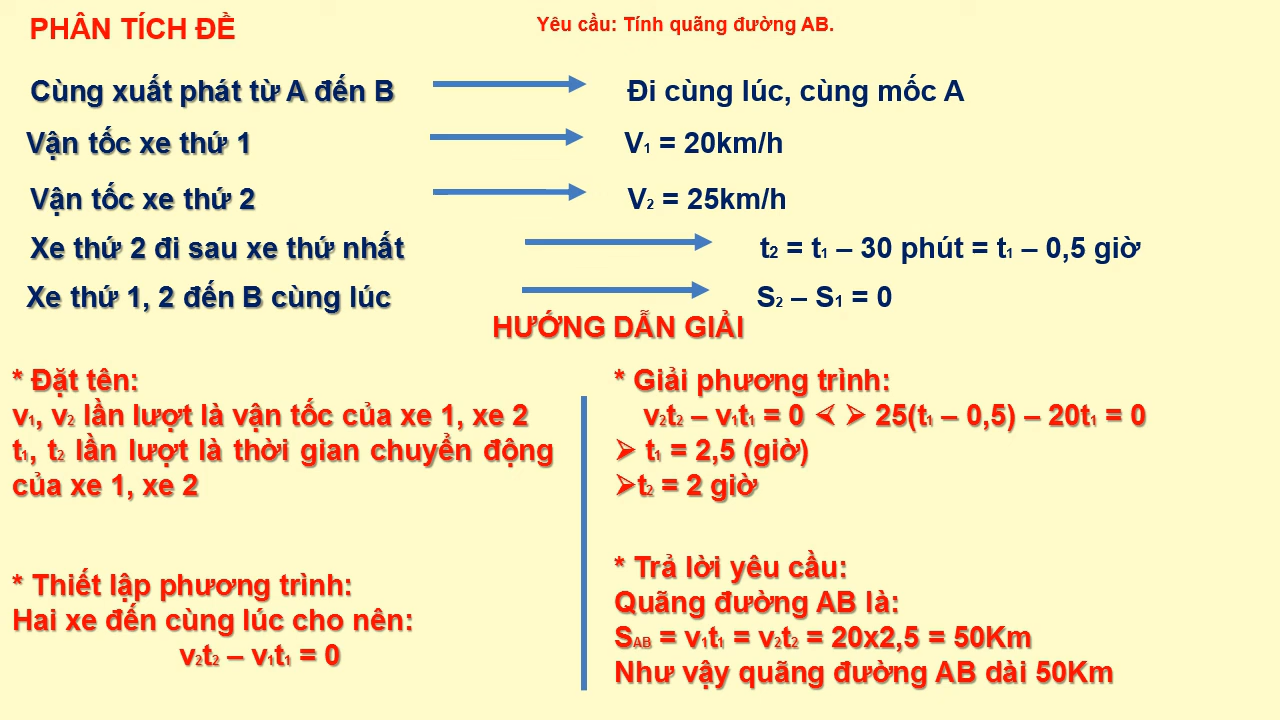 PHÂN TÍCH ĐỀ
Yêu cầu: Tính quãng đường AB.
Cùng xuất phát từ A đến B
Đi cùng lúc, cùng mốc A
Vận tốc xe thứ 1
V₁ = 20km/h
Vận tốc xe thứ 2
V₂ = 25km/h
Xe thứ 2 đi sau xe thứ nhất
t₂ = t₁ – 30 phút = t₁ – 0,5 giờ
Xe thứ 1, 2 đến B cùng lúc
S₂ – S₁ = 0
HƯỚNG DẪN GIẢI
* Đặt tên:
v₁, v₂ lần lượt là vận tốc của xe 1, xe 2
t₁, t₂ lần lượt là thời gian chuyển động
của xe 1, xe 2
* Thiết lập phương trình:
Hai xe đến cùng lúc cho nên:
v₂t₂ – v₁t₁ = 0
* Giải phương trình:
v₂t₂ – v₁t₁ = 0 ⮘ ⮚ 25(t₁ – 0,5) – 20t₁ = 0
⮚ t₁ = 2,5 (giờ)
⮚t₂ = 2 giờ
* Trả lời yêu cầu:
Quãng đường AB là:
S_AB = v₁t₁ = v₂t₂ = 20x2,5 = 50Km
Như vậy quãng đường AB dài 50Km